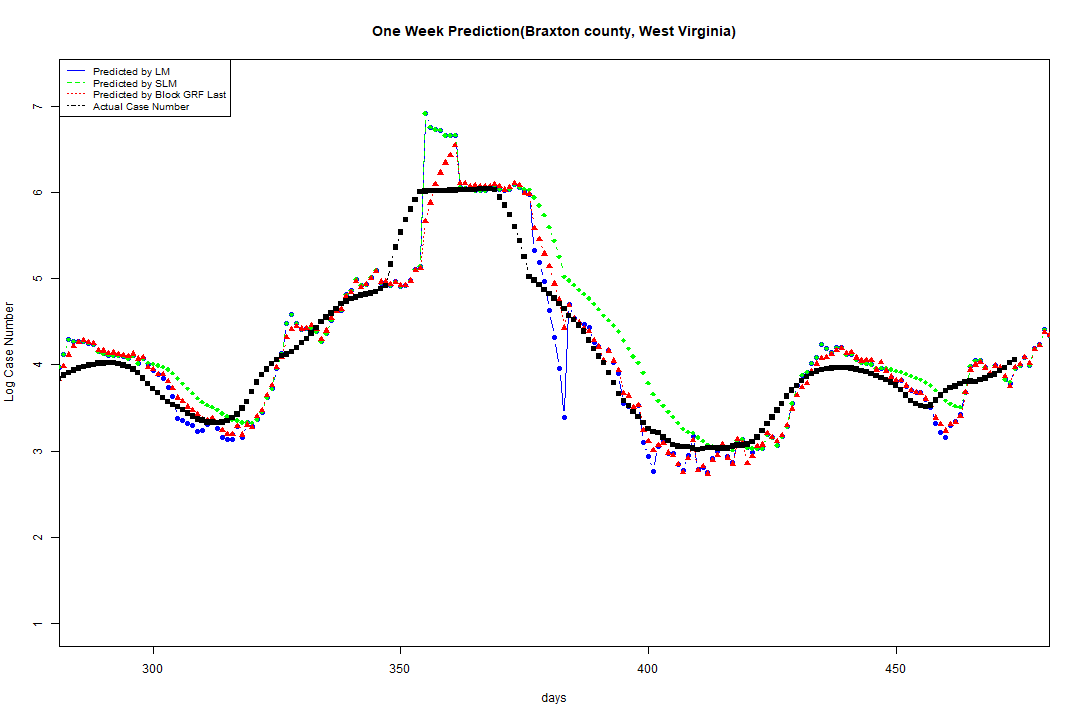 One Week Prediction(Braxton county, West Virginia)
Predicted by LM
Predicted by SLM
Predicted by Block GRF Last
Actual Case Number
7
6
5
4
3
2
1
Log Case Number
300 350 400 450
days